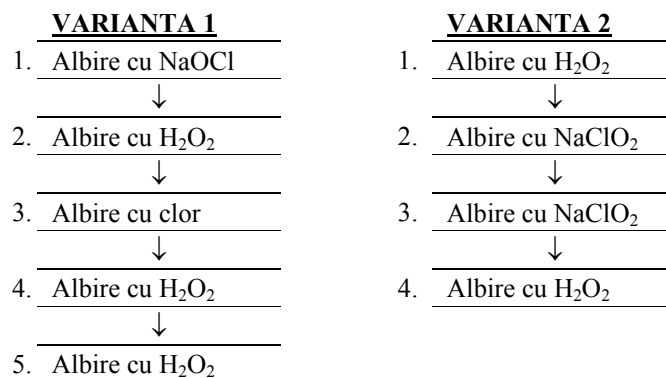 VARIANTA 1
1. Albire cu NaOCl
↓
2. Albire cu H₂O₂
↓
3. Albire cu clor
↓
4. Albire cu H₂O₂
↓
5. Albire cu H₂O₂
VARIANTA 2
1. Albire cu H₂O₂
↓
2. Albire cu NaClO₂
↓
3. Albire cu NaClO₂
↓
4. Albire cu H₂O₂